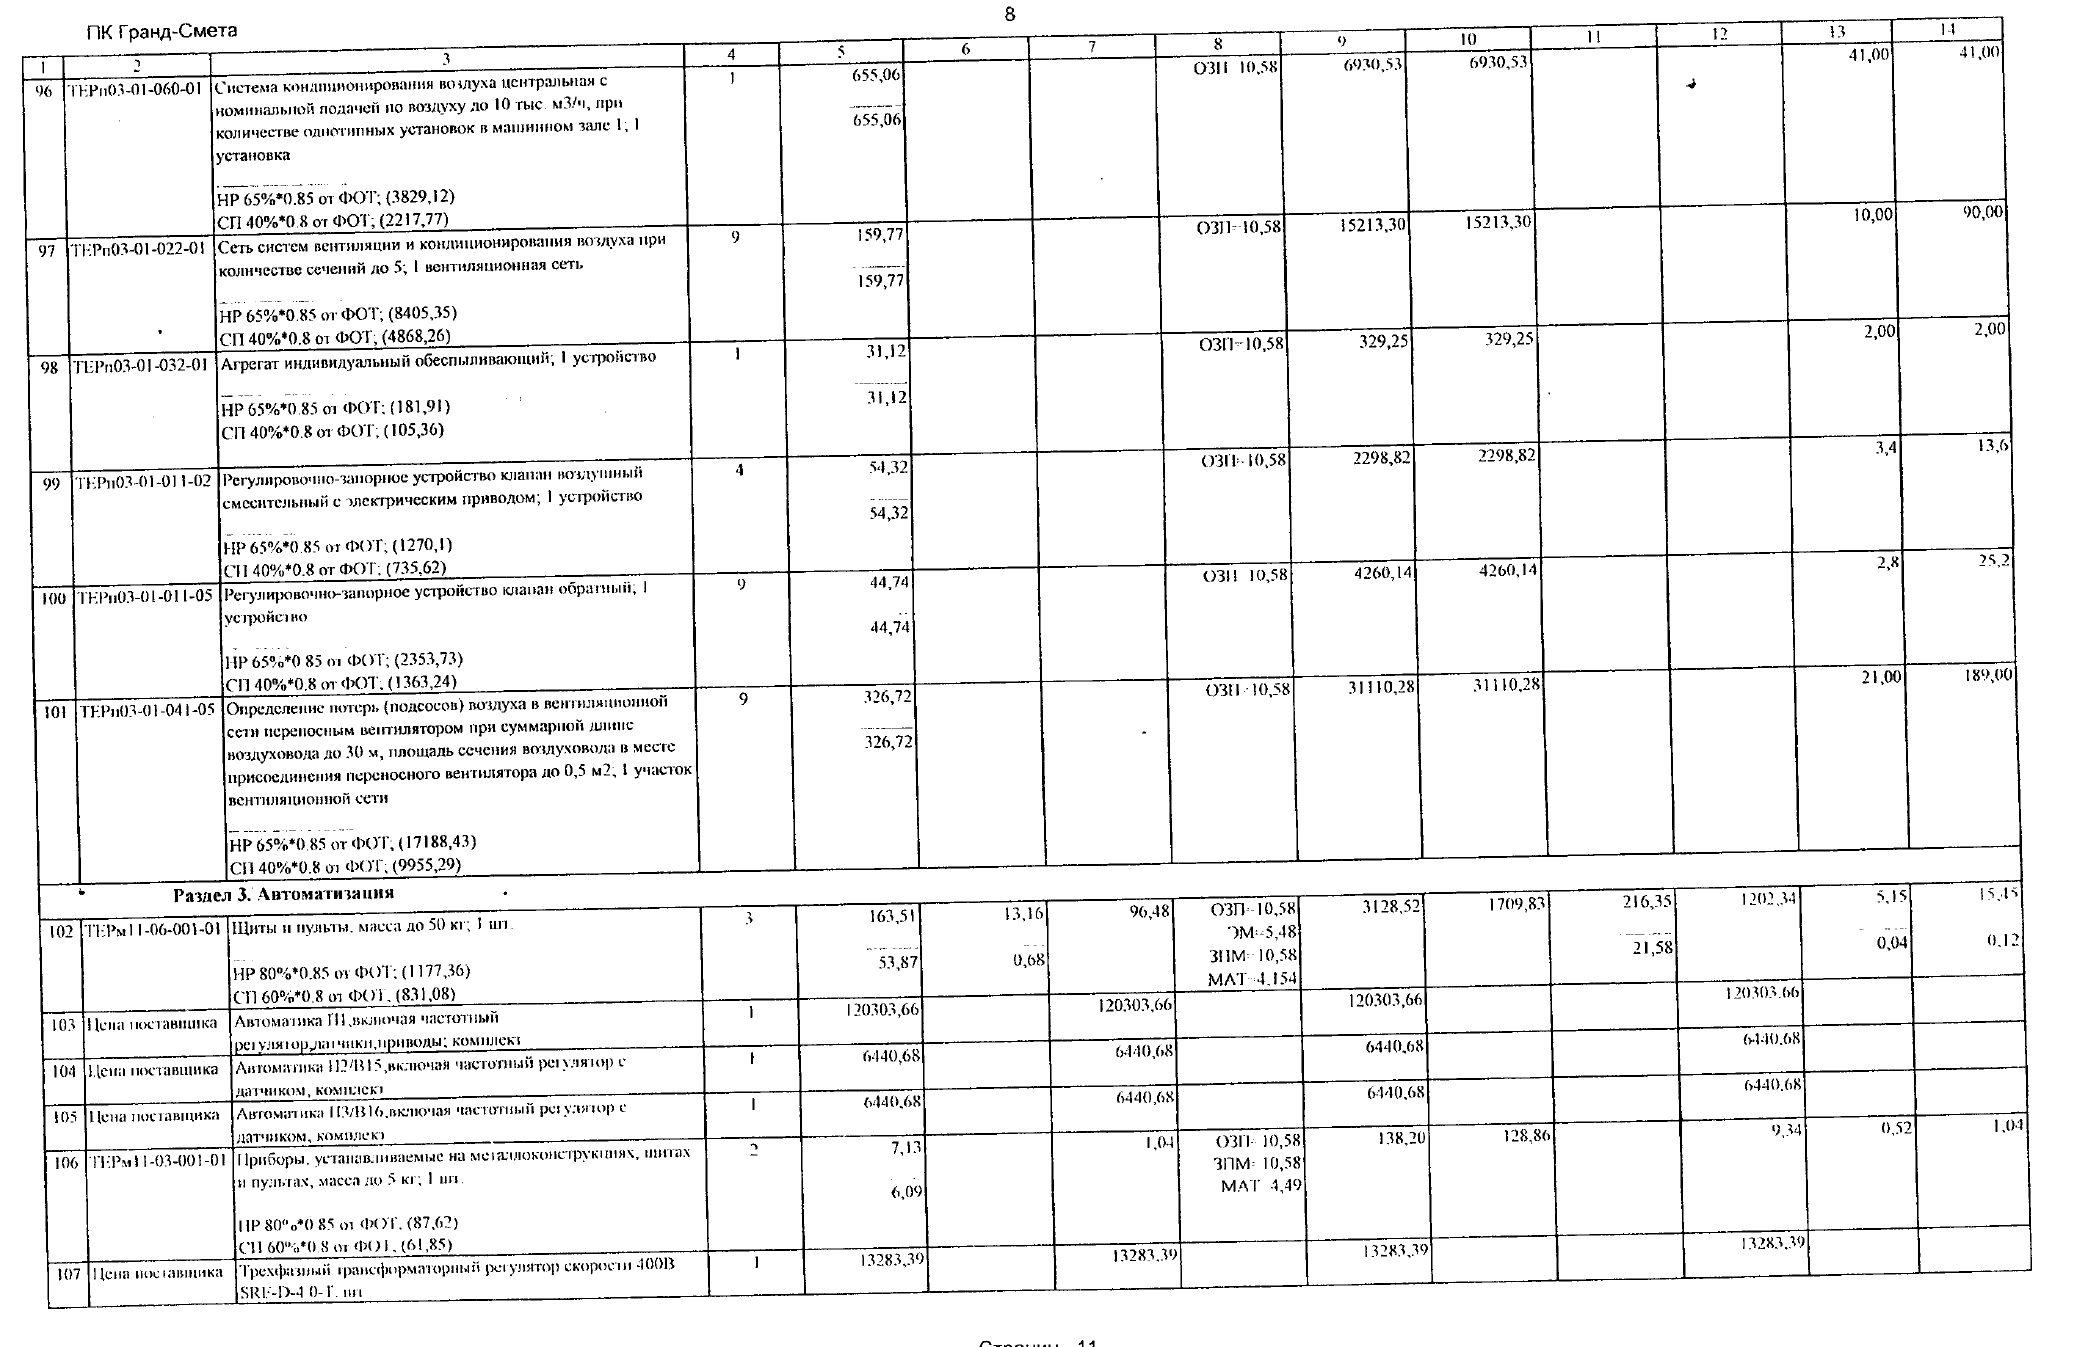 8
ПК Гранд-Смета
1 2 3 4 5 6 7 8 9 10 11 12 13 14
96 ТЕРп03-01-060-01 Система кондиционирования воздуха центральная с 1 655,06 ОЗП=10,58 6930,53 6930,53 41,00 41,00
номинальной подачей по воздуху до 10 тыс. м3/ч, при
количестве однотипных установок в машинном зале 1; 1 655,06
установка
НР 65%*0.85 от ФОТ; (3829,12)
СП 40%*0.8 от ФОТ; (2217,77)
97 ТЕРп03-01-022-01 Сеть систем вентиляции и кондиционирования воздуха при 9 159,77 ОЗП=10,58 15213,30 15213,30 10,00 90,00
количестве сечений до 5; 1 вентиляционная сеть 159,77
НР 65%*0.85 от ФОТ; (8405,35)
СП 40%*0.8 от ФОТ; (4868,26)
98 ТЕРп03-01-032-01 Агрегат индивидуальный обеспыливающий; 1 устройство 1 31,12 ОЗП=10,58 329,25 329,25 2,00 2,00
31,12
НР 65%*0.85 от ФОТ; (181,91)
СП 40%*0.8 от ФОТ; (105,36)
99 ТЕРп03-01-011-02 Регулировочно-запорное устройство клапан воздушный 4 54,32 ОЗП=10,58 2298,82 2298,82 3,4 13,6
смесительный с электрическим приводом; 1 устройство 54,32
НР 65%*0.85 от ФОТ; (1270,1)
СП 40%*0.8 от ФОТ; (735,62)
100 ТЕРп03-01-011-05 Регулировочно-запорное устройство клапан обратный; 1 9 44,74 ОЗП=10,58 4260,14 4260,14 2,8 25,2
устройство 44,74
НР 65%*0.85 от ФОТ; (2353,73)
СП 40%*0.8 от ФОТ; (1363,24)
101 ТЕРп03-01-041-05 Определение потерь (подсосов) воздуха в вентиляционной 9 326,72 ОЗП=10,58 31110,28 31110,28 21,00 189,00
сети переносным вентилятором при суммарной длине
воздуховода до 30 м, площадь сечения воздуховода в месте 326,72
присоединения переносного вентилятора до 0,5 м2; 1 участок
вентиляционной сети
НР 65%*0.85 от ФОТ; (17188,43)
СП 40%*0.8 от ФОТ; (9955,29)
Раздел 3. Автоматизация
102 ТЕРм11-06-001-01 Щиты и пульты, масса до 50 кг; 1 шт. 3 163,51 13,16 96,48 ОЗП=10,58 3128,52 1709,83 216,35 1202,34 5,15 15,45
ЭМ=5,48
53,87 0,68 ЗПМ=10,58 21,58 0,04 0,12
НР 80%*0.85 от ФОТ; (1177,36) МАТ=4,154
СП 60%*0.8 от ФОТ; (831,08)
103 Цена поставщика Автоматика П1,включая частотный 1 120303,66 120303,66 120303,66 120303,66
регулятор,датчики,приводы; комплект
104 Цена поставщика Автоматика П2/В15,включая частотный регулятор с 1 6440,68 6440,68 6440,68 6440,68
датчиком, комплект
105 Цена поставщика Автоматика П3/В16,включая частотный регулятор с 1 6440,68 6440,68 6440,68 6440,68
датчиком, комплект
106 ТЕРм11-03-001-01 Приборы, устанавливаемые на металлоконструкциях, щитах 2 7,13 1,04 ОЗП=10,58 138,20 128,86 9,34 0,52 1,04
и пультах, масса до 5 кг; 1 шт. 6,09 ЗПМ=10,58
МАТ=4,49
НР 80%*0.85 от ФОТ; (87,62)
СП 60%*0.8 от ФОТ; (61,85)
107 Цена поставщика Трехфазный трансформаторный регулятор скорости 400В 1 13283,39 13283,39 13283,39 13283,39
SRE-D-4.0-T, шт